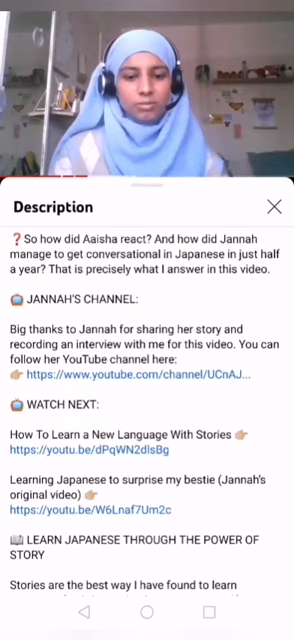 Description
❓So how did Aaisha react? And how did Jannah
manage to get conversational in Japanese in just half
a year? That is precisely what I answer in this video.
📺 JANNAH'S CHANNEL:
Big thanks to Jannah for sharing her story and
recording an interview with me for this video. You can
follow her YouTube channel here:
👉🏼 https://www.youtube.com/channel/UCnAJ...
📺 WATCH NEXT:
How To Learn a New Language With Stories 👉🏼
https://youtu.be/dPqWN2dlsBg
Learning Japanese to surprise my bestie (Jannah's
original video) 👉🏼
https://youtu.be/W6Lnaf7Um2c
📖 LEARN JAPANESE THROUGH THE POWER OF
STORY
Stories are the best way I have found to learn